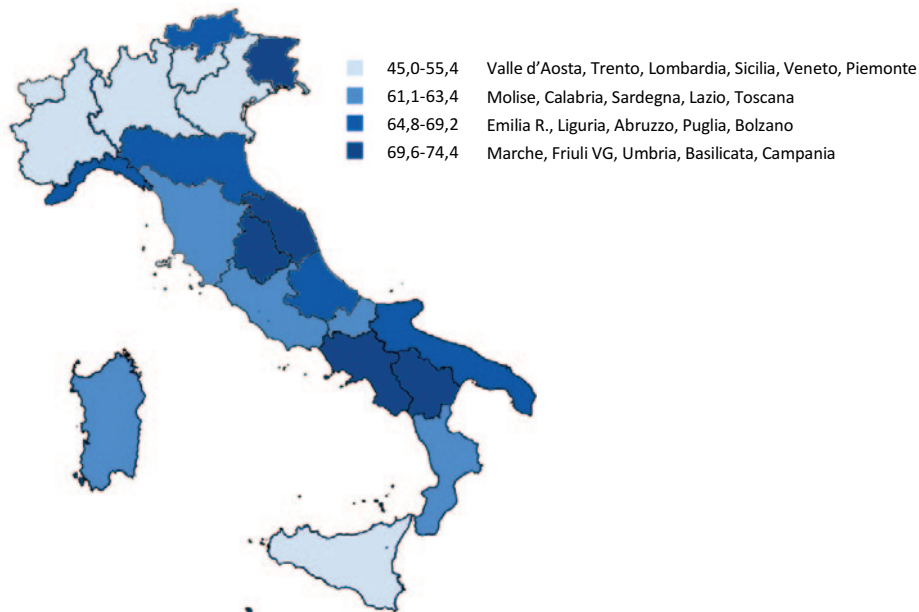 45,0-55,4 Valle d’Aosta, Trento, Lombardia, Sicilia, Veneto, Piemonte
61,1-63,4 Molise, Calabria, Sardegna, Lazio, Toscana
64,8-69,2 Emilia R., Liguria, Abruzzo, Puglia, Bolzano
69,6-74,4 Marche, Friuli VG, Umbria, Basilicata, Campania